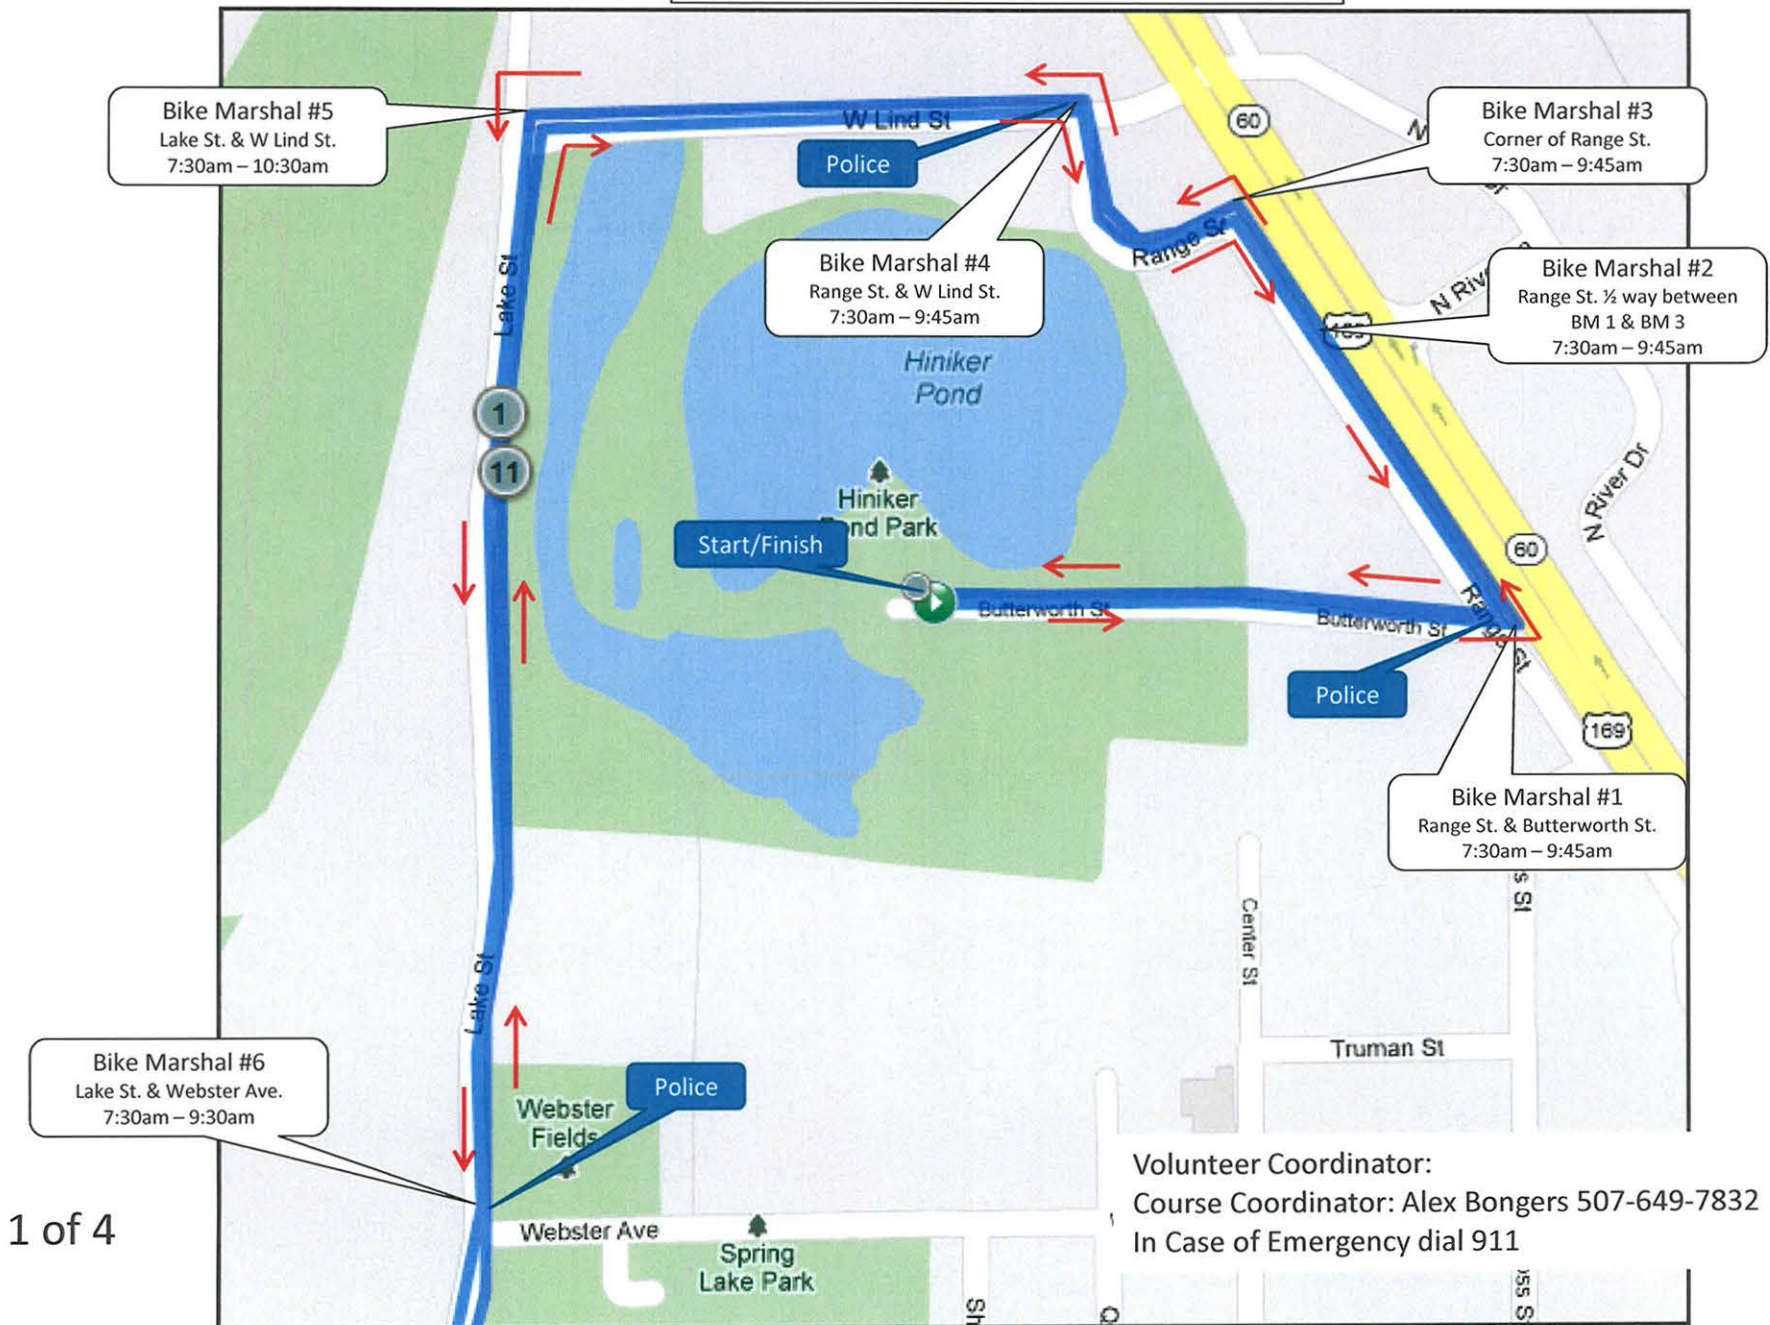 Bike Marshal #5
Lake St. & W Lind St.
7:30am – 10:30am
W Lind St
Police
60
Bike Marshal #3
Corner of Range St.
7:30am – 9:45am
Range St
Bike Marshal #4
Range St. & W Lind St.
7:30am – 9:45am
Bike Marshal #2
Range St. ½ way between
BM 1 & BM 3
7:30am – 9:45am
N
Lake St
Hiniker
Pond
1
11
Hiniker
Pond Park
Start/Finish
N River Dr
60
Butterworth St
Butterworth St
Range St
Police
169
Bike Marshal #1
Range St. & Butterworth St.
7:30am – 9:45am
Center St
s St
Lake St
Truman St
Bike Marshal #6
Lake St. & Webster Ave.
7:30am – 9:30am
Police
Webster
Fields
Webster Ave
Spring
Lake Park
Volunteer Coordinator:
Course Coordinator: Alex Bongers 507-649-7832
In Case of Emergency dial 911
1 of 4
Sh